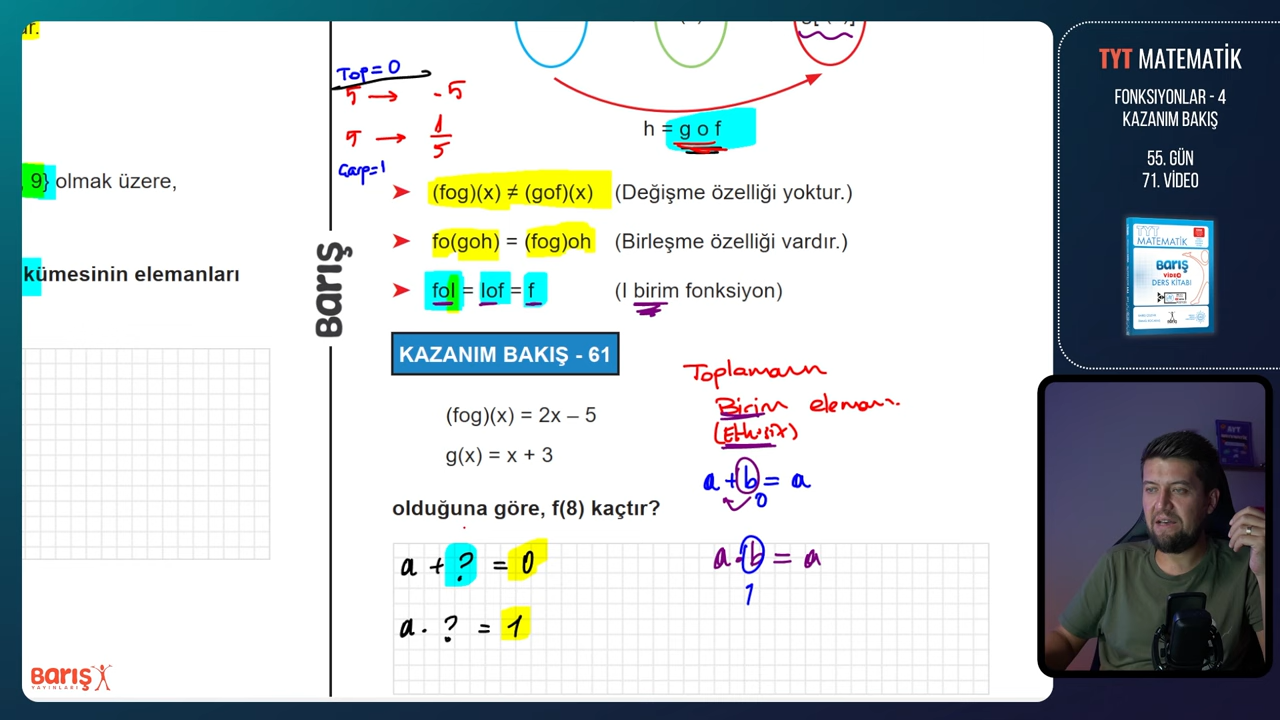 TYT MATEMATİK
FONKSIYONLAR - 4
KAZANIM BAKIŞ
55. GÜN
71. VİDEO
TYT
MATEMATİK
BARIŞ
VİDEO
DERS KİTABI
Top = 0
5 → - 5
5 → 1/5
Çarp=1
h = g o f
, 9} olmak üzere,
kümesinin elemanları
➤ (fog)(x) ≠ (gof)(x) (Değişme özelliği yoktur.)
➤ fo(goh) = (fog)oh (Birleşme özelliği vardır.)
➤ foI = Iof = f (I birim fonksiyon)
BARIŞ
KAZANIM BAKIŞ - 61
(fog)(x) = 2x – 5
g(x) = x + 3
olduğuna göre, f(8) kaçtır?
a + ? = 0
a . ? = 1
Toplamanın
Birim elemanı
(Etkisiz)
a + b = a
0
a . b = a
1
BARIŞ
YAYINLARI